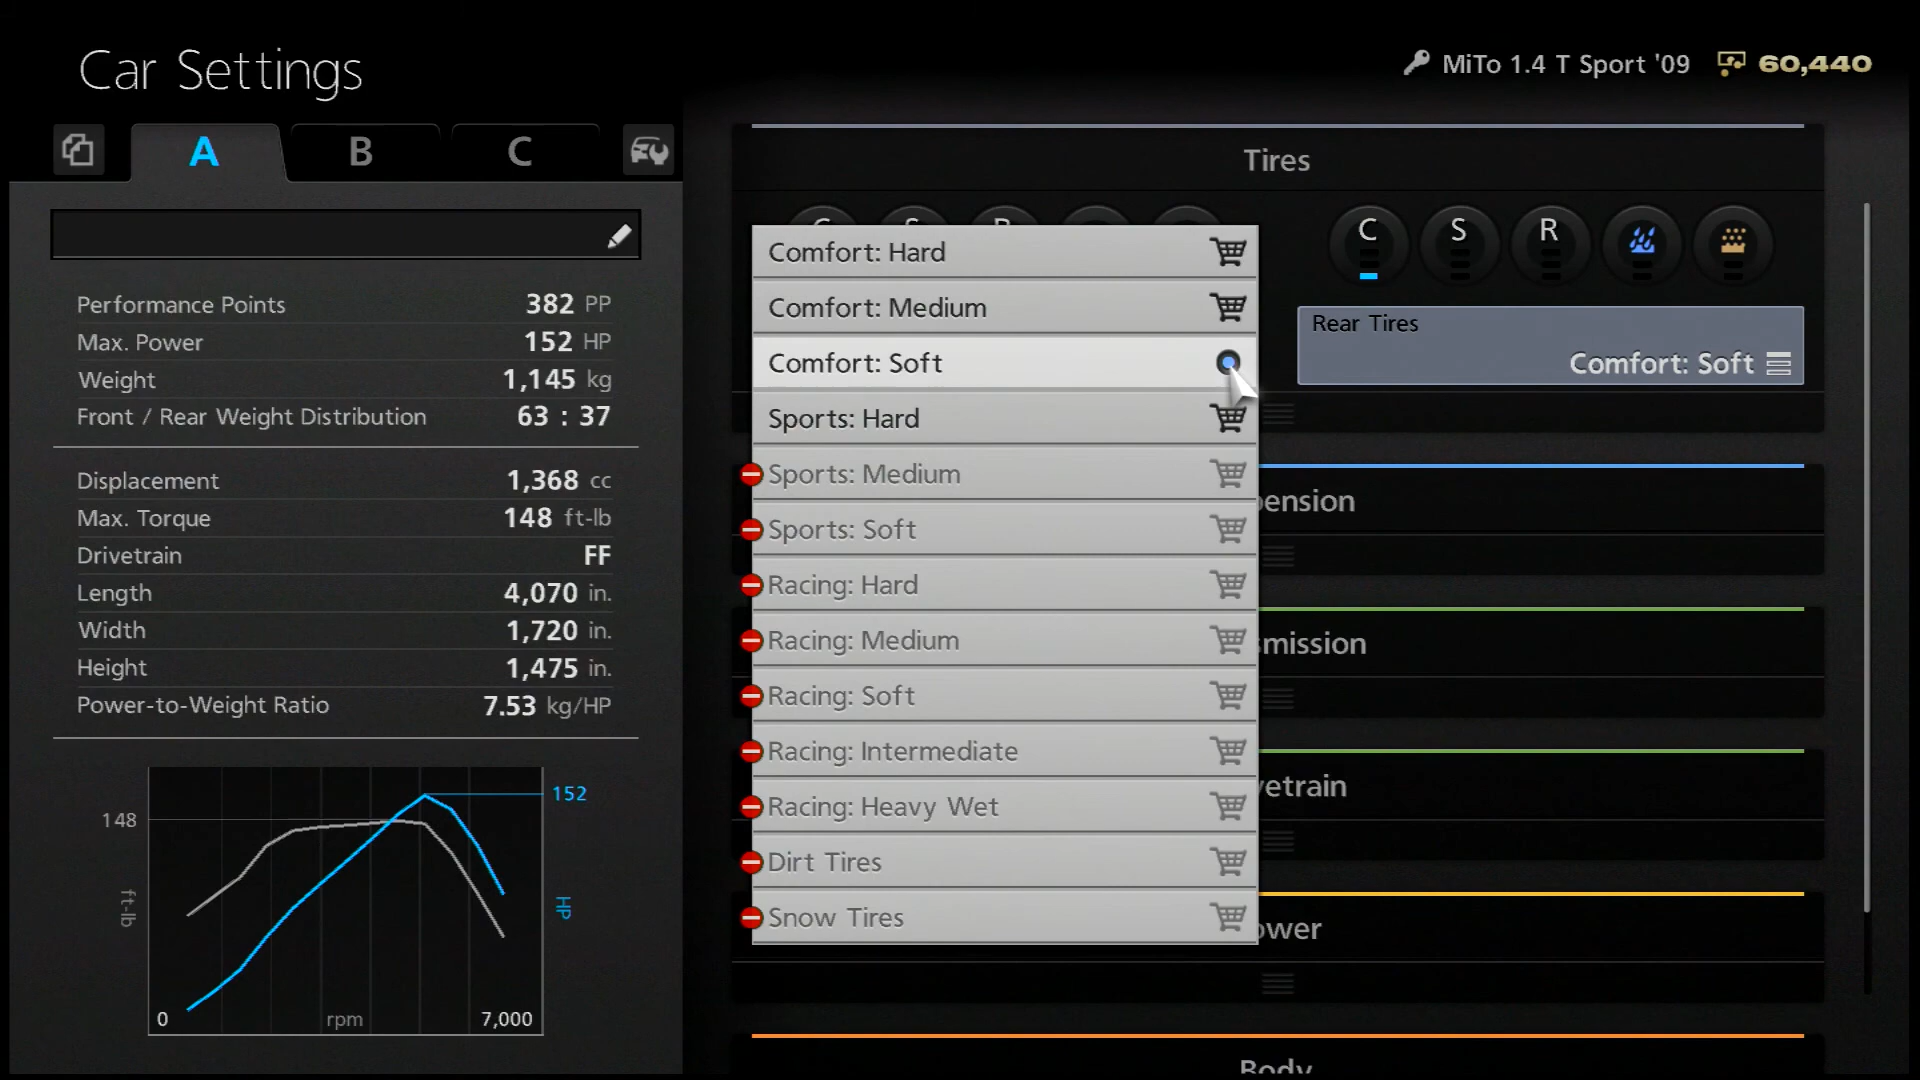 Car Settings
MiTo 1.4 T Sport '09 60,440
A B C
Performance Points 382 PP
Max. Power 152 HP
Weight 1,145 kg
Front / Rear Weight Distribution 63 : 37
Displacement 1,368 cc
Max. Torque 148 ft-lb
Drivetrain FF
Length 4,070 in.
Width 1,720 in.
Height 1,475 in.
Power-to-Weight Ratio 7.53 kg/HP
152
148
ft-lb
HP
0 rpm 7,000
Tires
C S R
Comfort: Hard
Comfort: Medium
Comfort: Soft
Sports: Hard
Sports: Medium
Sports: Soft
Racing: Hard
Racing: Medium
Racing: Soft
Racing: Intermediate
Racing: Heavy Wet
Dirt Tires
Snow Tires
C S R
Rear Tires
Comfort: Soft
pension
smission
vetrain
ower
Body